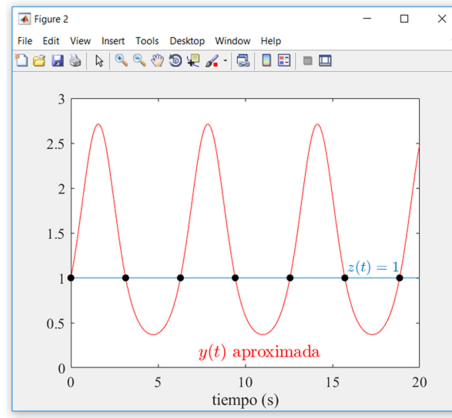 Figure 2
File Edit View Insert Tools Desktop Window Help
3
2.5
2
1.5
1
0.5
0
z(t) = 1
y(t) aproximada
0 5 10 15 20
tiempo (s)